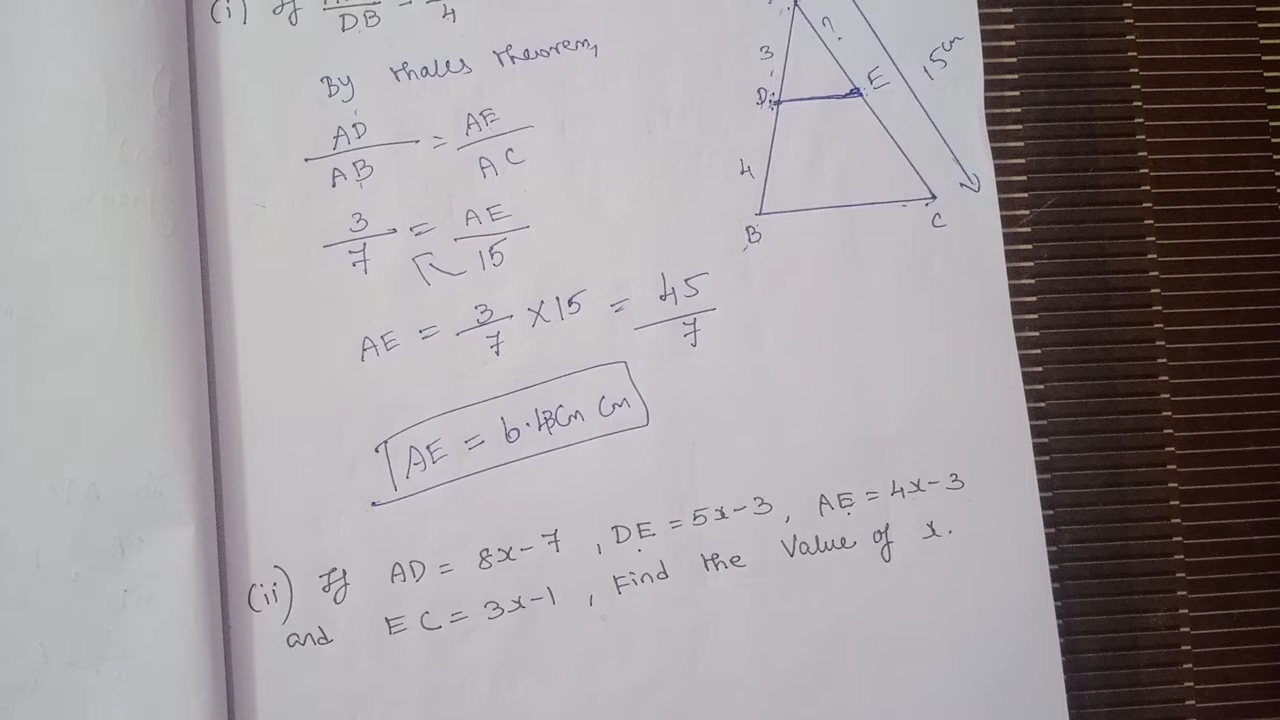 (i) If DB 4
By thales theorem,
AD/AB = AE/AC
3/7 = AE/15
AE = 3/7 × 15 = 45/7
AE = 6.43cm cm
(ii) If AD = 8x-7, DE = 5x-3, AE = 4x-3
and EC = 3x-1, Find the Value of x.
?
3
15cm
D
E
4
B
C